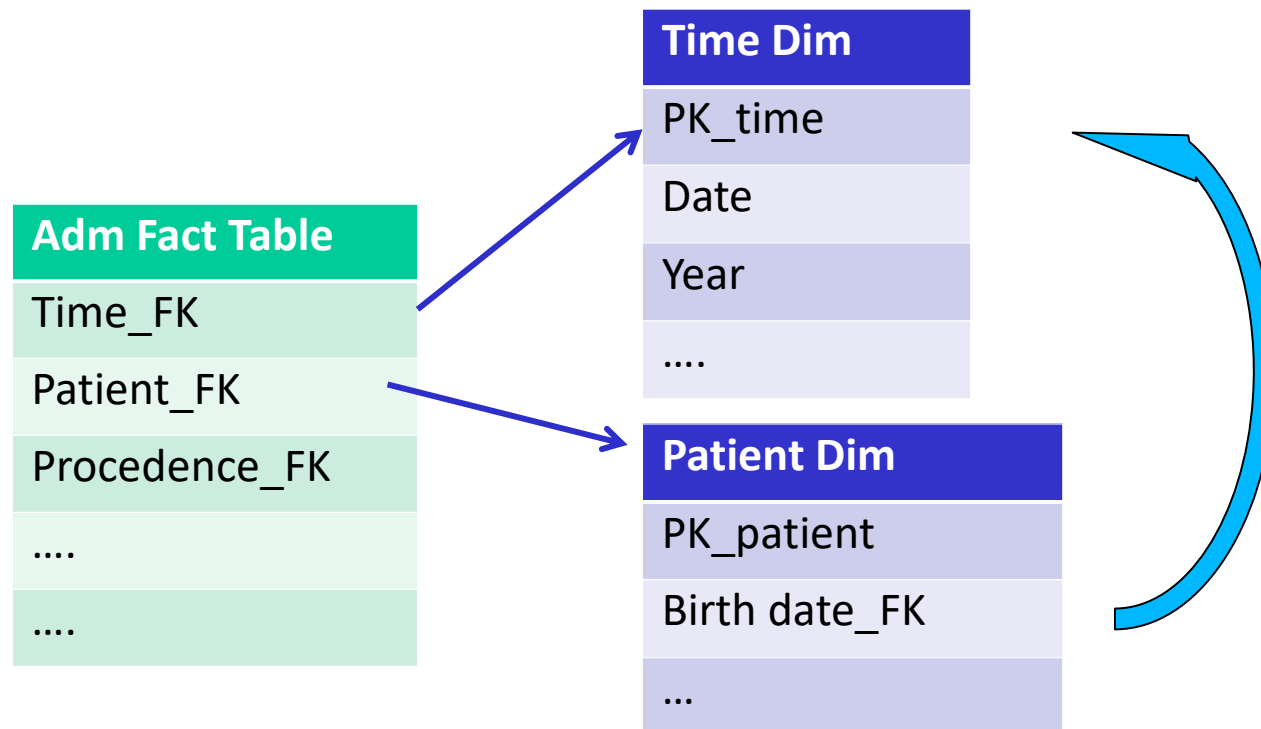 Adm Fact Table
Time_FK
Patient_FK
Procedence_FK
....
....
Time Dim
PK_time
Date
Year
....
Patient Dim
PK_patient
Birth date_FK
...